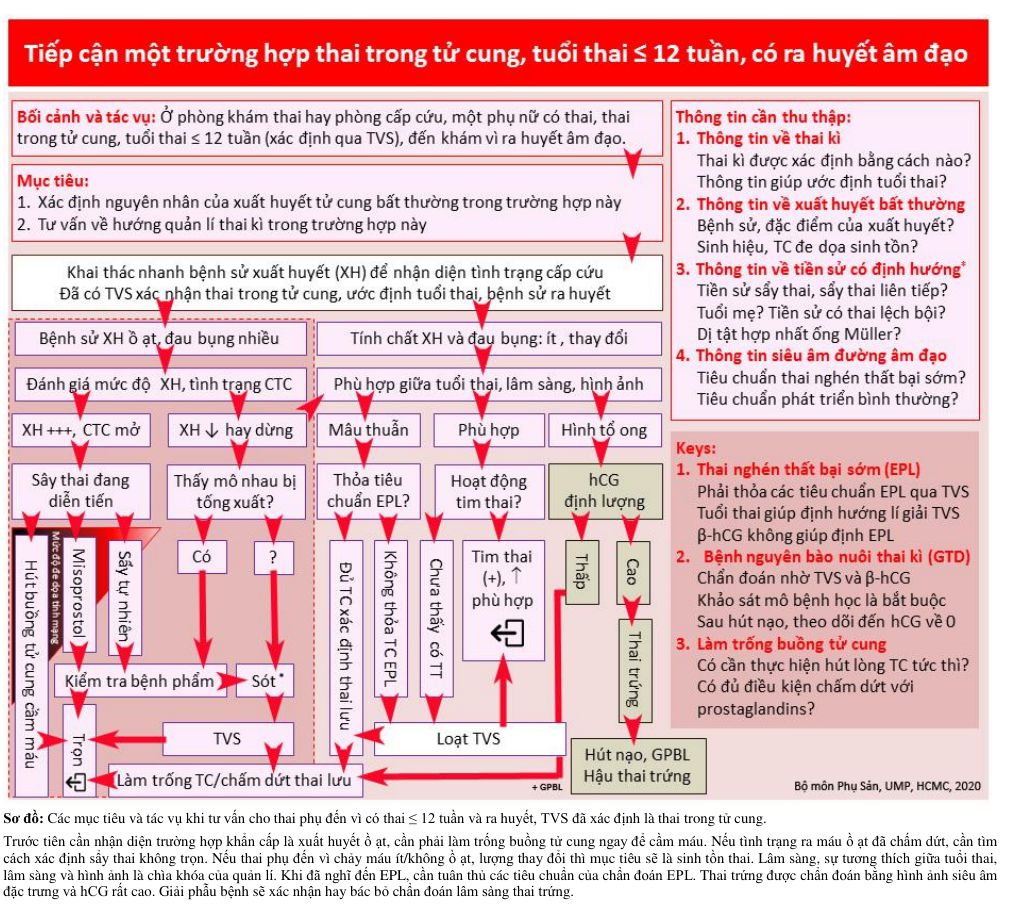 Tiếp cận một trường hợp thai trong tử cung, tuổi thai ≤ 12 tuần, có ra huyết âm đạo
Bối cảnh và tác vụ: Ở phòng khám thai hay phòng cấp cứu, một phụ nữ có thai, thai
trong tử cung, tuổi thai ≤ 12 tuần (xác định qua TVS), đến khám vì ra huyết âm đạo.
Mục tiêu:
1. Xác định nguyên nhân của xuất huyết tử cung bất thường trong trường hợp này
2. Tư vấn về hướng quản lí thai kì trong trường hợp này
Khai thác nhanh bệnh sử xuất huyết (XH) để nhận diện tình trạng cấp cứu
Đã có TVS xác nhận thai trong tử cung, ước định tuổi thai, bệnh sử ra huyết
Bệnh sử XH ồ ạt, đau bụng nhiều
Tính chất XH và đau bụng: ít , thay đổi
Đánh giá mức độ XH, tình trạng CTC
Phù hợp giữa tuổi thai, lâm sàng, hình ảnh
XH +++, CTC mở
XH ↓ hay dừng
Mâu thuẫn
Phù hợp
Hình tổ ong
Sây thai đang
diễn tiến
Thấy mô nhau bị
tống xuất?
Thỏa tiêu
chuẩn EPL?
Hoạt động
tim thai?
hCG
định lượng
Hút buồng tử cung cầm máu
Mức độ đe dọa tính mạng
Misoprostol
Sẩy tự nhiên
Có
?
Đủ TC xác định thai lưu
Không thỏa TC EPL
Chưa thấy có TT
Tim thai
(+), ↑
phù hợp
Thấp
Cao
Thai trứng
Kiểm tra bệnh phẩm
Sót*
Trọn
TVS
Loạt TVS
Hút nạo, GPBL
Hậu thai trứng
Làm trống TC/chấm dứt thai lưu
+ GPBL
Thông tin cần thu thập:
1. Thông tin về thai kì
Thai kì được xác định bằng cách nào?
Thông tin giúp ước định tuổi thai?
2. Thông tin về xuất huyết bất thường
Bệnh sử, đặc điểm của xuất huyết?
Sinh hiệu, TC đe dọa sinh tồn?
3. Thông tin về tiền sử có định hướng*
Tiền sử sẩy thai, sẩy thai liên tiếp?
Tuổi mẹ? Tiền sử có thai lệch bội?
Dị tật hợp nhất ống Müller?
4. Thông tin siêu âm đường âm đạo
Tiêu chuẩn thai nghén thất bại sớm?
Tiêu chuẩn phát triển bình thường?
Keys:
1. Thai nghén thất bại sớm (EPL)
Phải thỏa các tiêu chuẩn EPL qua TVS
Tuổi thai giúp định hướng lí giải TVS
β-hCG không giúp định EPL
2. Bệnh nguyên bào nuôi thai kì (GTD)
Chẩn đoán nhờ TVS và β-hCG
Khảo sát mô bệnh học là bắt buộc
Sau hút nạo, theo dõi đến hCG về 0
3. Làm trống buồng tử cung
Có cần thực hiện hút lòng TC tức thì?
Có đủ điều kiện chấm dứt với
prostaglandins?
Bộ môn Phụ Sản, UMP, HCMC, 2020
Sơ đồ: Các mục tiêu và tác vụ khi tư vấn cho thai phụ đến vì có thai ≤ 12 tuần và ra huyết, TVS đã xác định là thai trong tử cung.
Trước tiên cần nhận diện trường hợp khẩn cấp là xuất huyết ồ ạt, cần phải làm trống buồng tử cung ngay để cầm máu. Nếu tình trạng ra máu ồ ạt đã chấm dứt, cần tìm
cách xác định sẩy thai không trọn. Nếu thai phụ đến vì chảy máu ít/không ồ ạt, lượng thay đổi thì mục tiêu sẽ là sinh tồn thai. Lâm sàng, sự tương thích giữa tuổi thai,
lâm sàng và hình ảnh là chìa khóa của quản lí. Khi đã nghĩ đến EPL, cần tuân thủ các tiêu chuẩn của chẩn đoán EPL. Thai trứng được chẩn đoán bằng hình ảnh siêu âm
đặc trưng và hCG rất cao. Giải phẫu bệnh sẽ xác nhận hay bác bỏ chẩn đoán lâm sàng thai trứng.